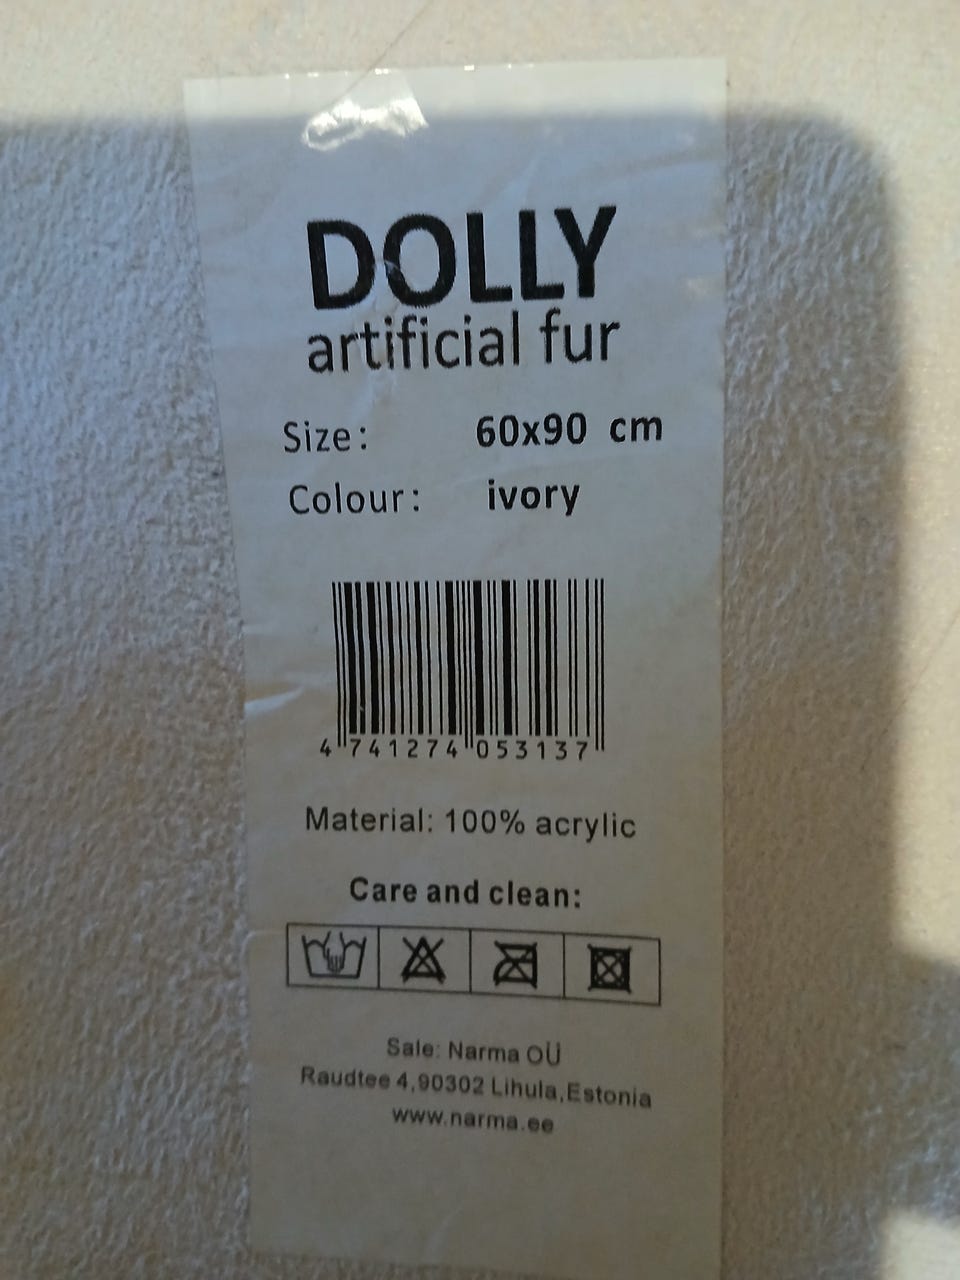 DOLLY
artificial fur
Size: 60x90 cm
Colour: ivory
4 741274 053137
Material: 100% acrylic
Care and clean:
Sale: Narma OÜ
Raudtee 4,90302 Lihula,Estonia
www.narma.ee